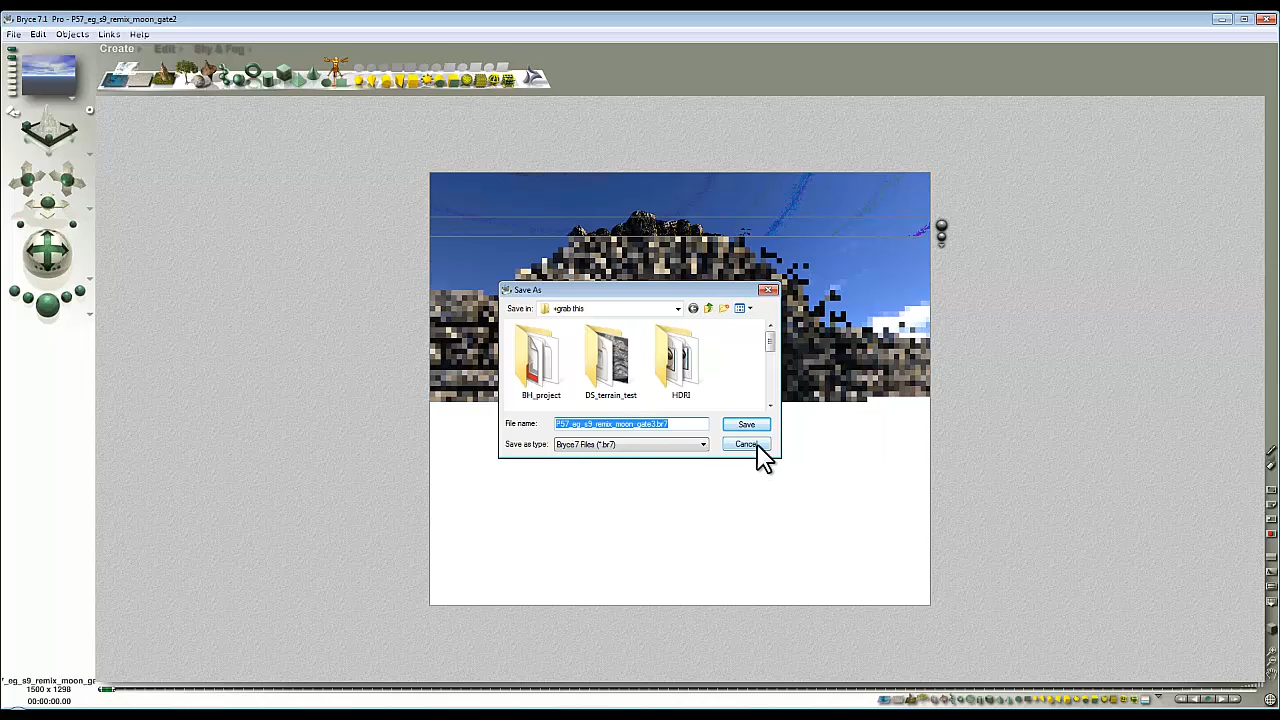 Bryce 7.1 Pro - P57_eg_s9_remix_moon_gate2
File Edit Objects Links Help
Create Edit Sky & Fog
Save As
Save in: +grab this
BH_project DS_terrain_test HDRI
File name: P57_eg_s9_remix_moon_gate3.br7 Save
Save as type: Bryce7 Files (*.br7) Cancel
7_eg_s9_remix_moon_ga
1500 x 1298
00:00:00.00